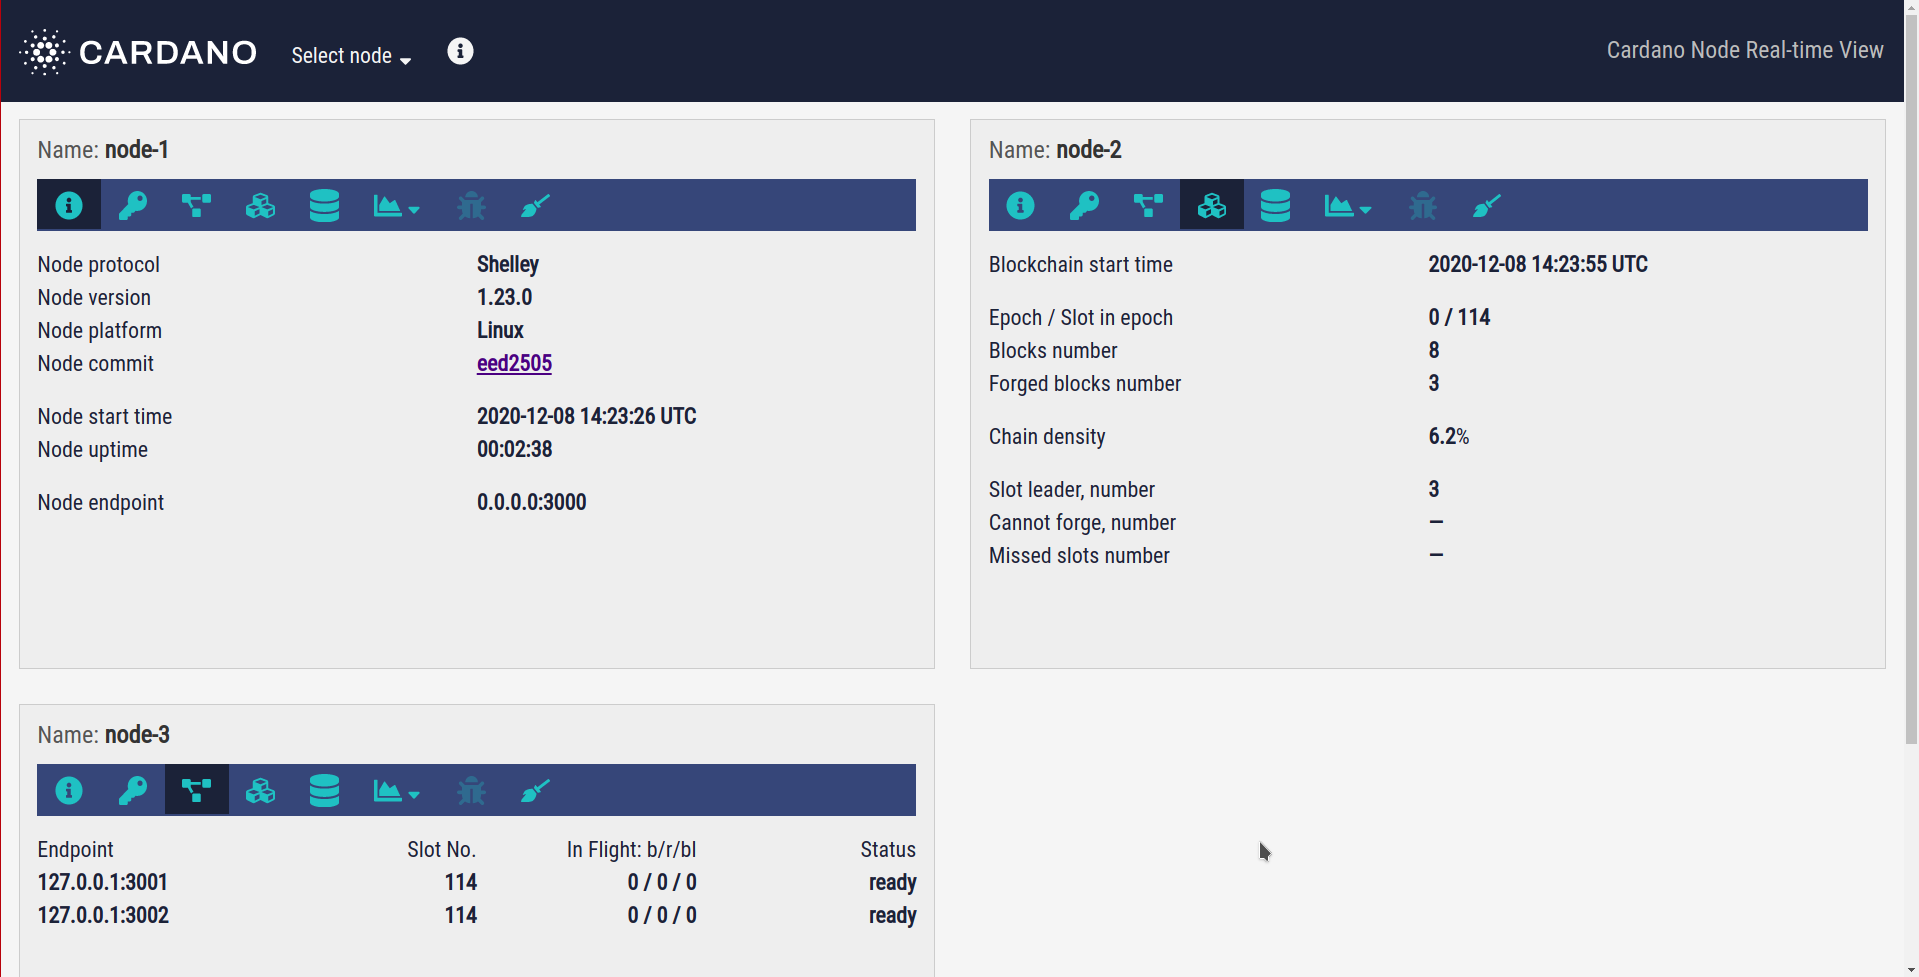 CARDANO Select node Cardano Node Real-time View
Name: node-1
Node protocol Shelley
Node version 1.23.0
Node platform Linux
Node commit eed2505
Node start time 2020-12-08 14:23:26 UTC
Node uptime 00:02:38
Node endpoint 0.0.0.0:3000
Name: node-2
Blockchain start time 2020-12-08 14:23:55 UTC
Epoch / Slot in epoch 0 / 114
Blocks number 8
Forged blocks number 3
Chain density 6.2%
Slot leader, number 3
Cannot forge, number –
Missed slots number –
Name: node-3
Endpoint Slot No. In Flight: b/r/bl Status
127.0.0.1:3001 114 0 / 0 / 0 ready
127.0.0.1:3002 114 0 / 0 / 0 ready